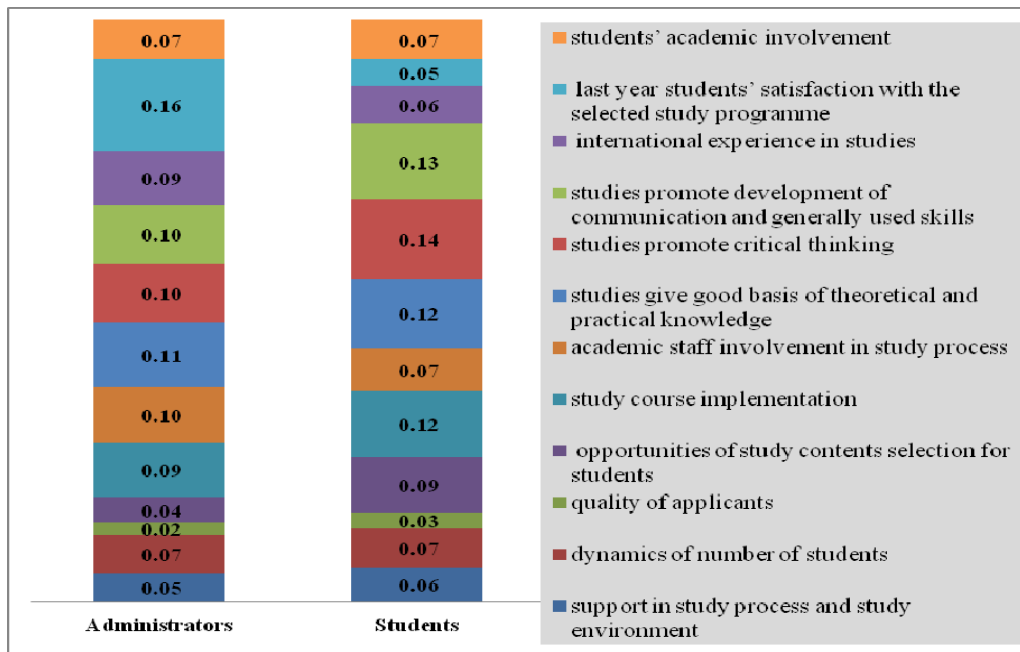 0.07
0.16
0.09
0.10
0.10
0.11
0.10
0.09
0.04
0.02
0.07
0.05
Administrators
0.07
0.05
0.06
0.13
0.14
0.12
0.07
0.12
0.09
0.03
0.07
0.06
Students
students’ academic involvement
last year students’ satisfaction with the
selected study programme
international experience in studies
studies promote development of
communication and generally used skills
studies promote critical thinking
studies give good basis of theoretical and
practical knowledge
academic staff involvement in study process
study course implementation
opportunities of study contents selection for
students
quality of applicants
dynamics of number of students
support in study process and study
environment